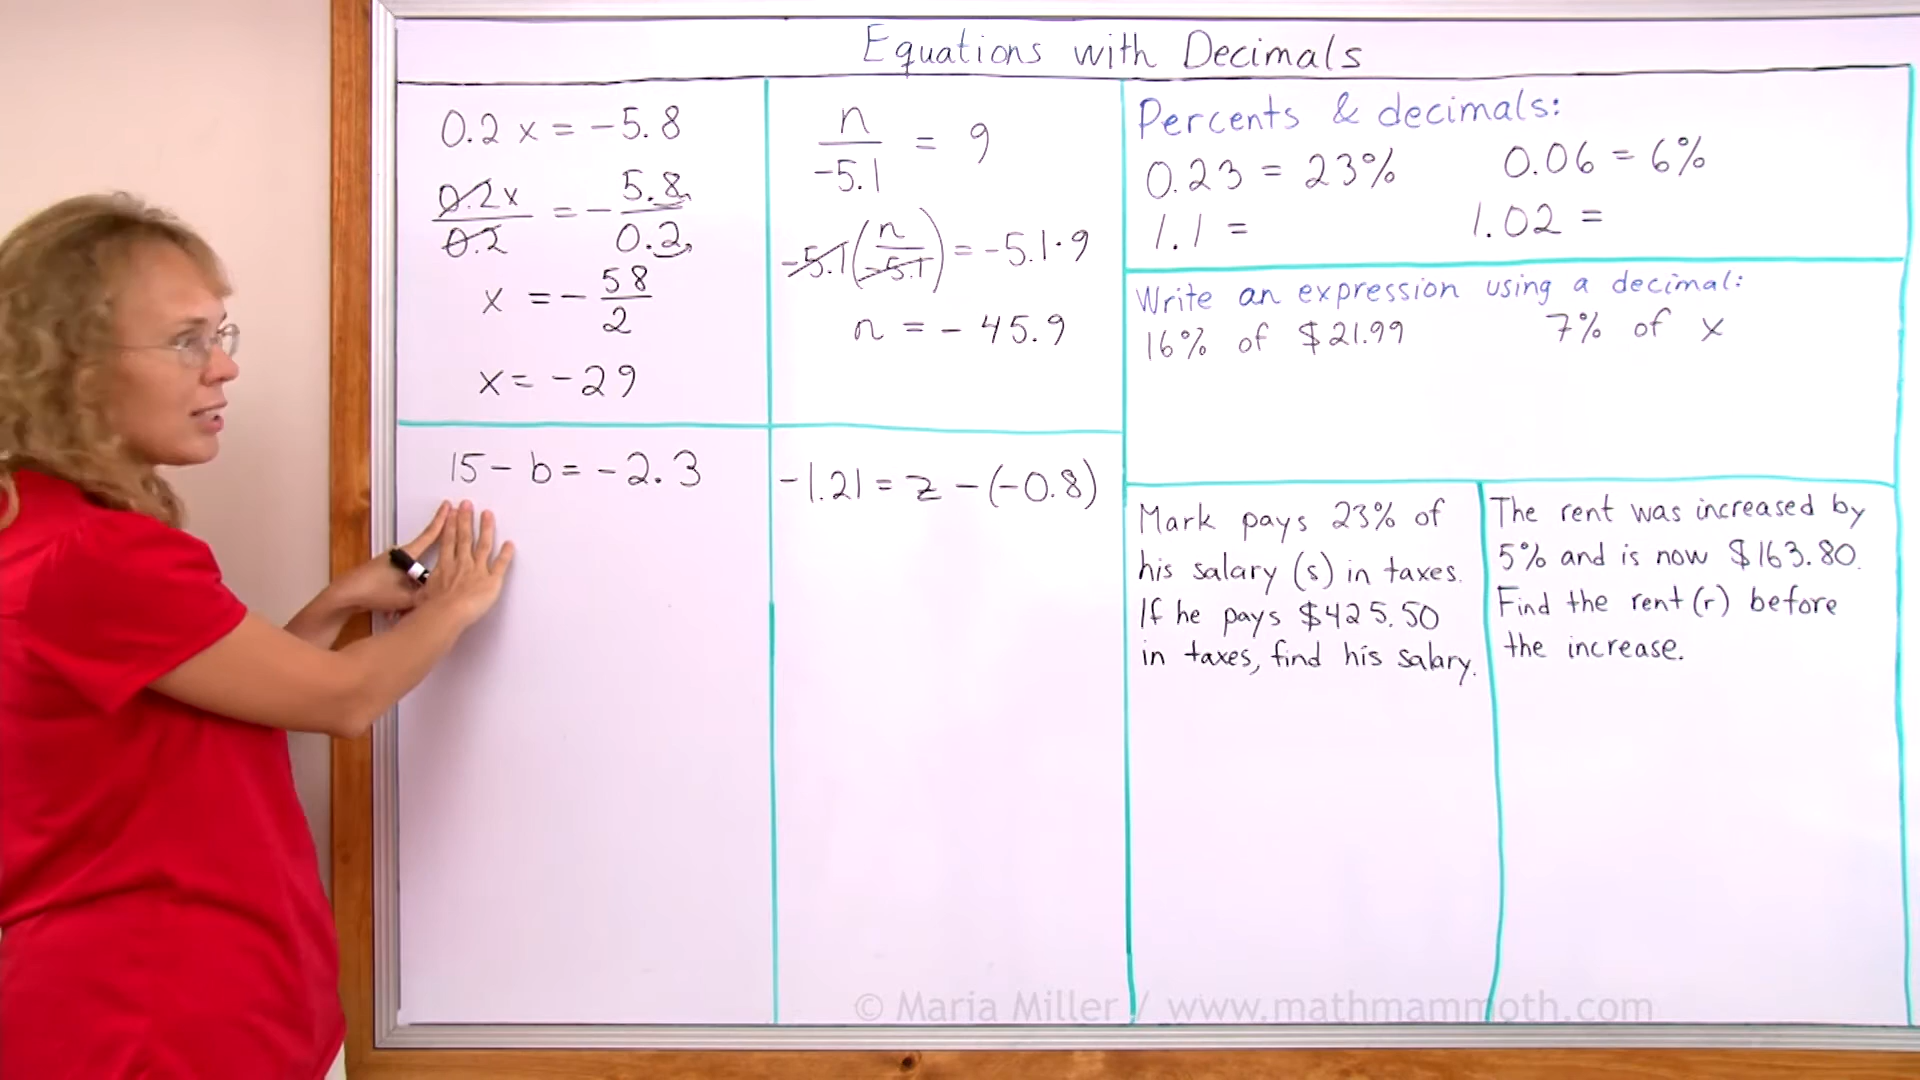 Equations with Decimals
0.2x = -5.8
0.2x/0.2 = -5.8/0.2
x = -58/2
x = -29
n/-5.1 = 9
-5.1(n/-5.1) = -5.1·9
n = -45.9
Percents & decimals:
0.23 = 23% 0.06 = 6%
1.1 = 1.02 =
Write an expression using a decimal:
16% of $21.99 7% of x
15 - b = -2.3
-1.21 = z - (-0.8)
Mark pays 23% of
his salary (s) in taxes.
If he pays $425.50
in taxes, find his salary.
The rent was increased by
5% and is now $163.80.
Find the rent (r) before
the increase.
© Maria Miller / www.mathmammoth.com